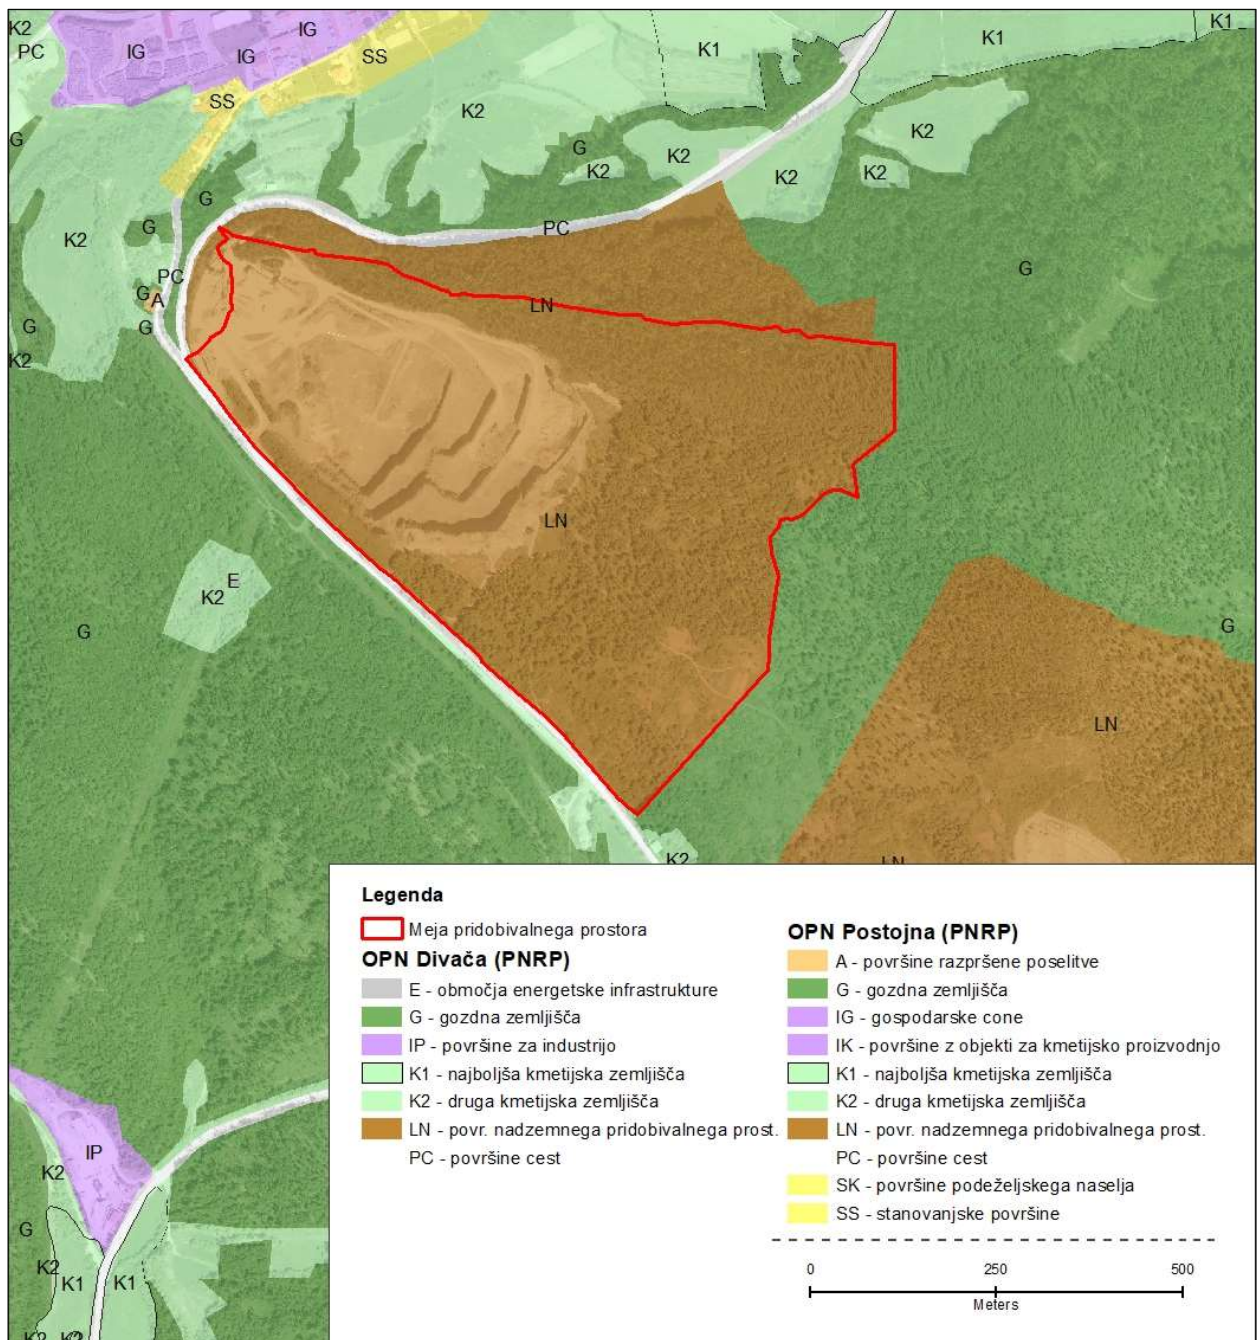 K2
PC
IG
IG
IG
SS
SS
K1
K1
K1
K2
G
G
K2
K2
K2
K2
K2
G
G
K2
PC
PC
G
A
G
G
K2
G
LN
LN
E
K2
G
G
LN
K2
LN
IP
K2
G
K2
K1
K1
K2
K2
Legenda
Meja pridobivalnega prostora
OPN Divača (PNRP)
E - območja energetske infrastrukture
G - gozdna zemljišča
IP - površine za industrijo
K1 - najboljša kmetijska zemljišča
K2 - druga kmetijska zemljišča
LN - povr. nadzemnega pridobivalnega prost.
PC - površine cest
OPN Postojna (PNRP)
A - površine razpršene poselitve
G - gozdna zemljišča
IG - gospodarske cone
IK - površine z objekti za kmetijsko proizvodnjo
K1 - najboljša kmetijska zemljišča
K2 - druga kmetijska zemljišča
LN - povr. nadzemnega pridobivalnega prost.
PC - površine cest
SK - površine podeželjskega naselja
SS - stanovanjske površine
0 250 500
Meters